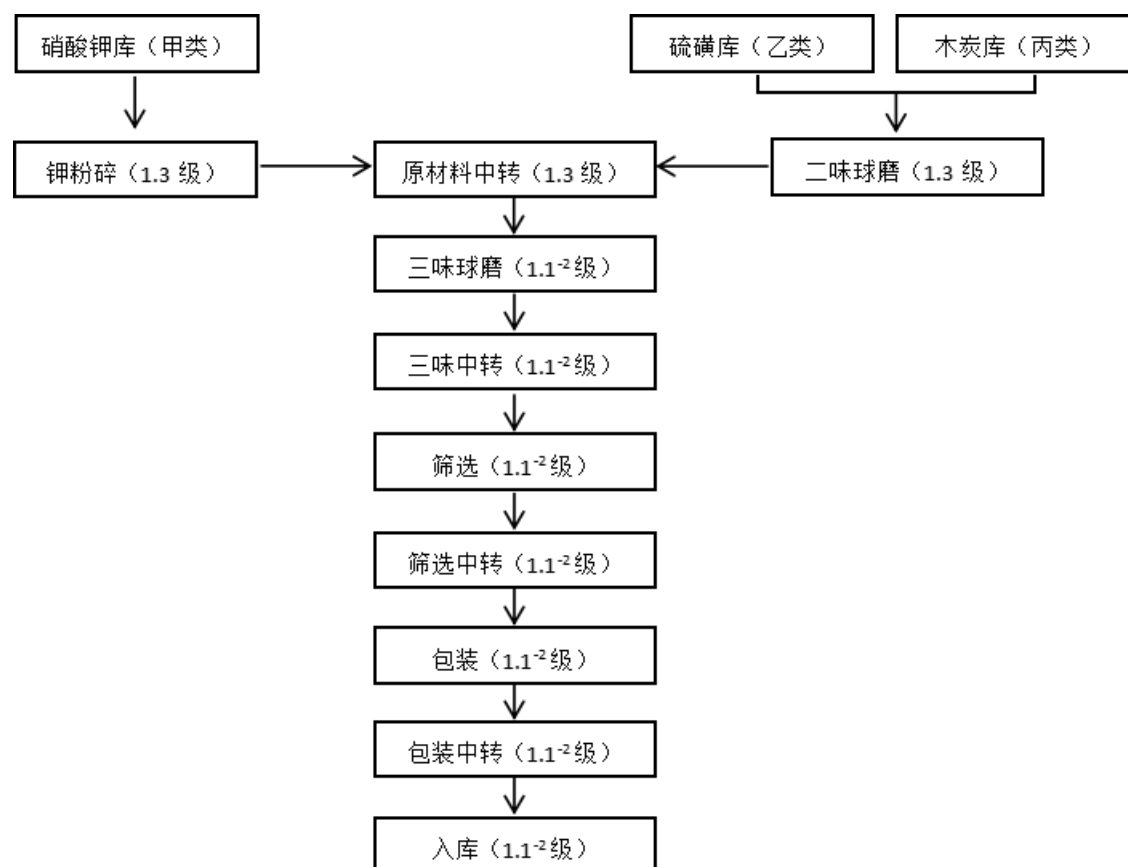 硝酸钾库（甲类）
硫磺库（乙类）
木炭库（丙类）
钾粉碎（1.3 级）
原材料中转（1.3 级）
二味球磨（1.3 级）
三味球磨（1.1⁻² 级）
三味中转（1.1⁻² 级）
筛选（1.1⁻² 级）
筛选中转（1.1⁻² 级）
包装（1.1⁻² 级）
包装中转（1.1⁻² 级）
入库（1.1⁻² 级）